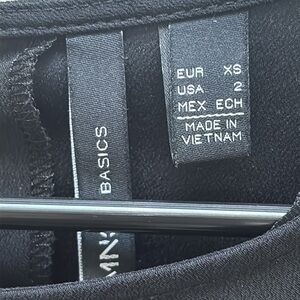 EUR XS
USA 2
MEX ECH
MADE IN
VIETNAM
BASICS